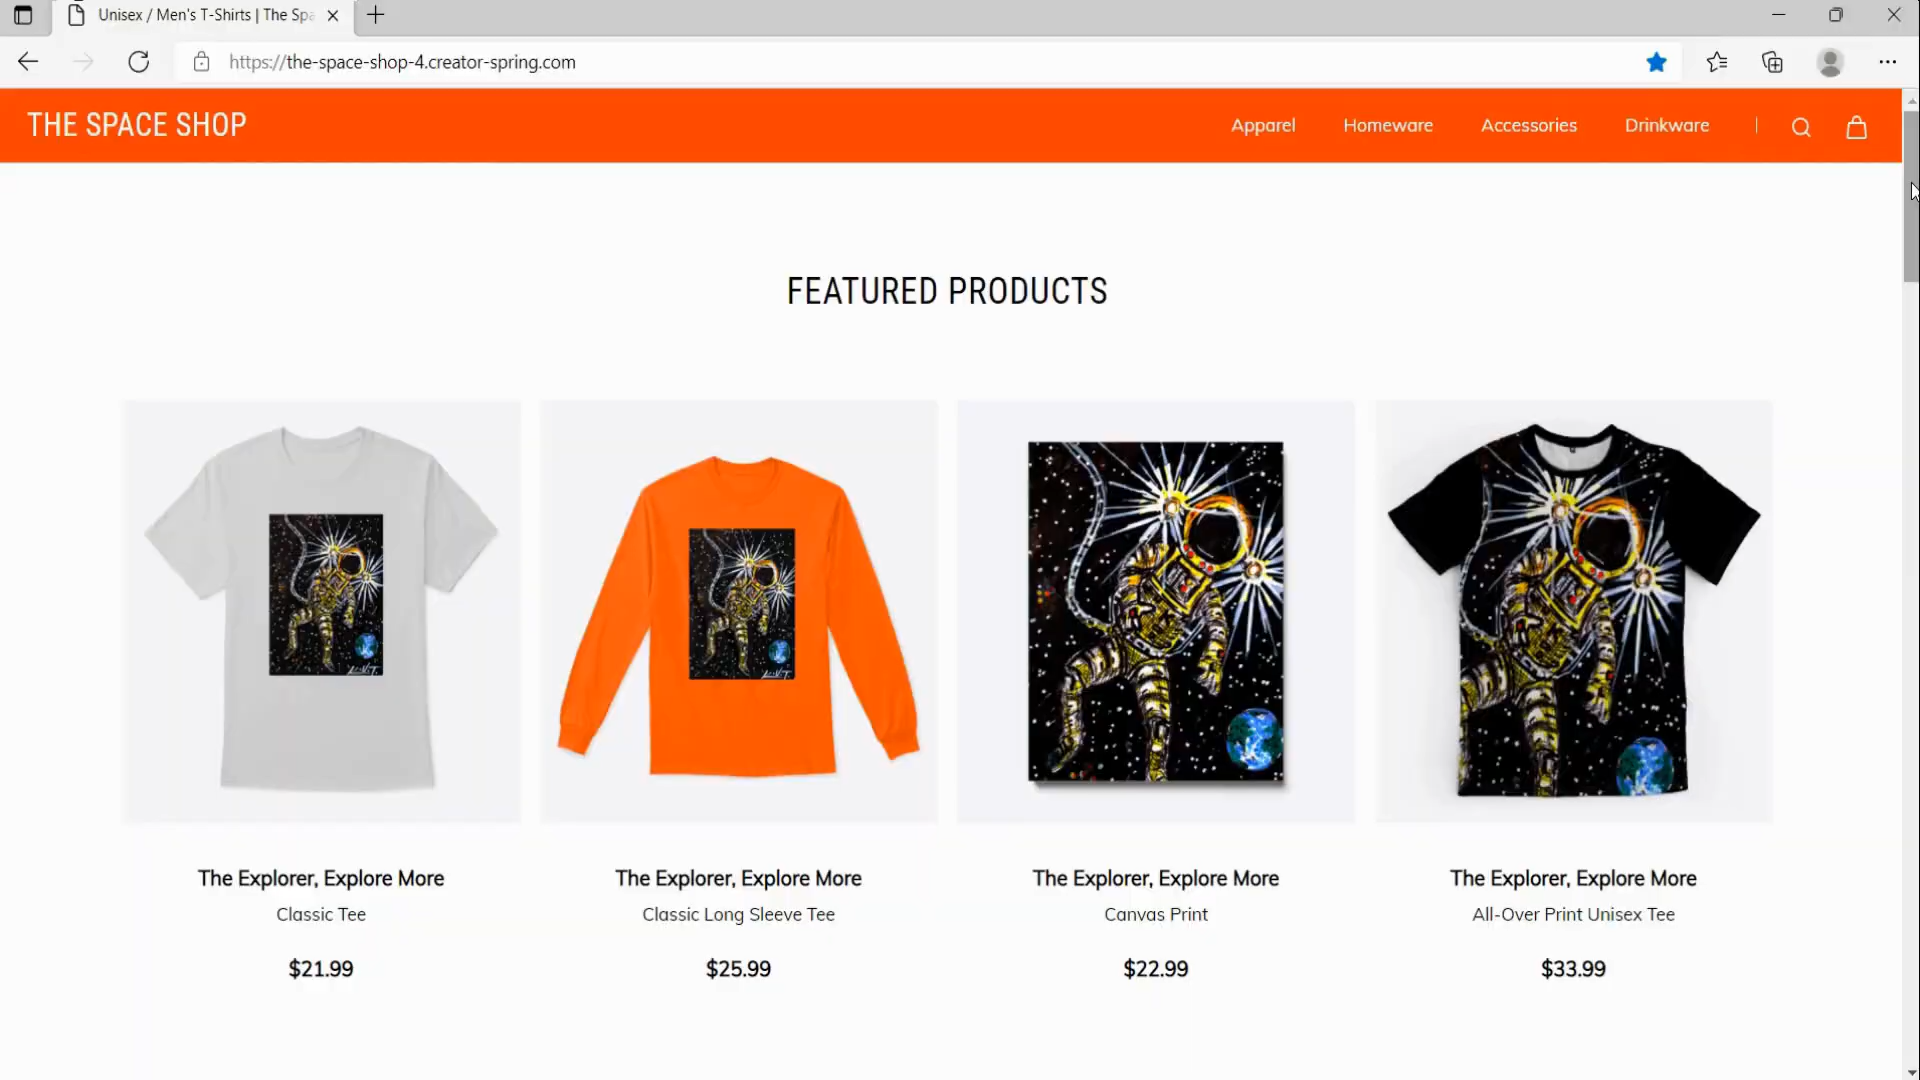 Unisex / Men's T-Shirts | The Spa
https://the-space-shop-4.creator-spring.com
THE SPACE SHOP
Apparel
Homeware
Accessories
Drinkware
FEATURED PRODUCTS
The Explorer, Explore More
Classic Tee
$21.99
The Explorer, Explore More
Classic Long Sleeve Tee
$25.99
The Explorer, Explore More
Canvas Print
$22.99
The Explorer, Explore More
All-Over Print Unisex Tee
$33.99